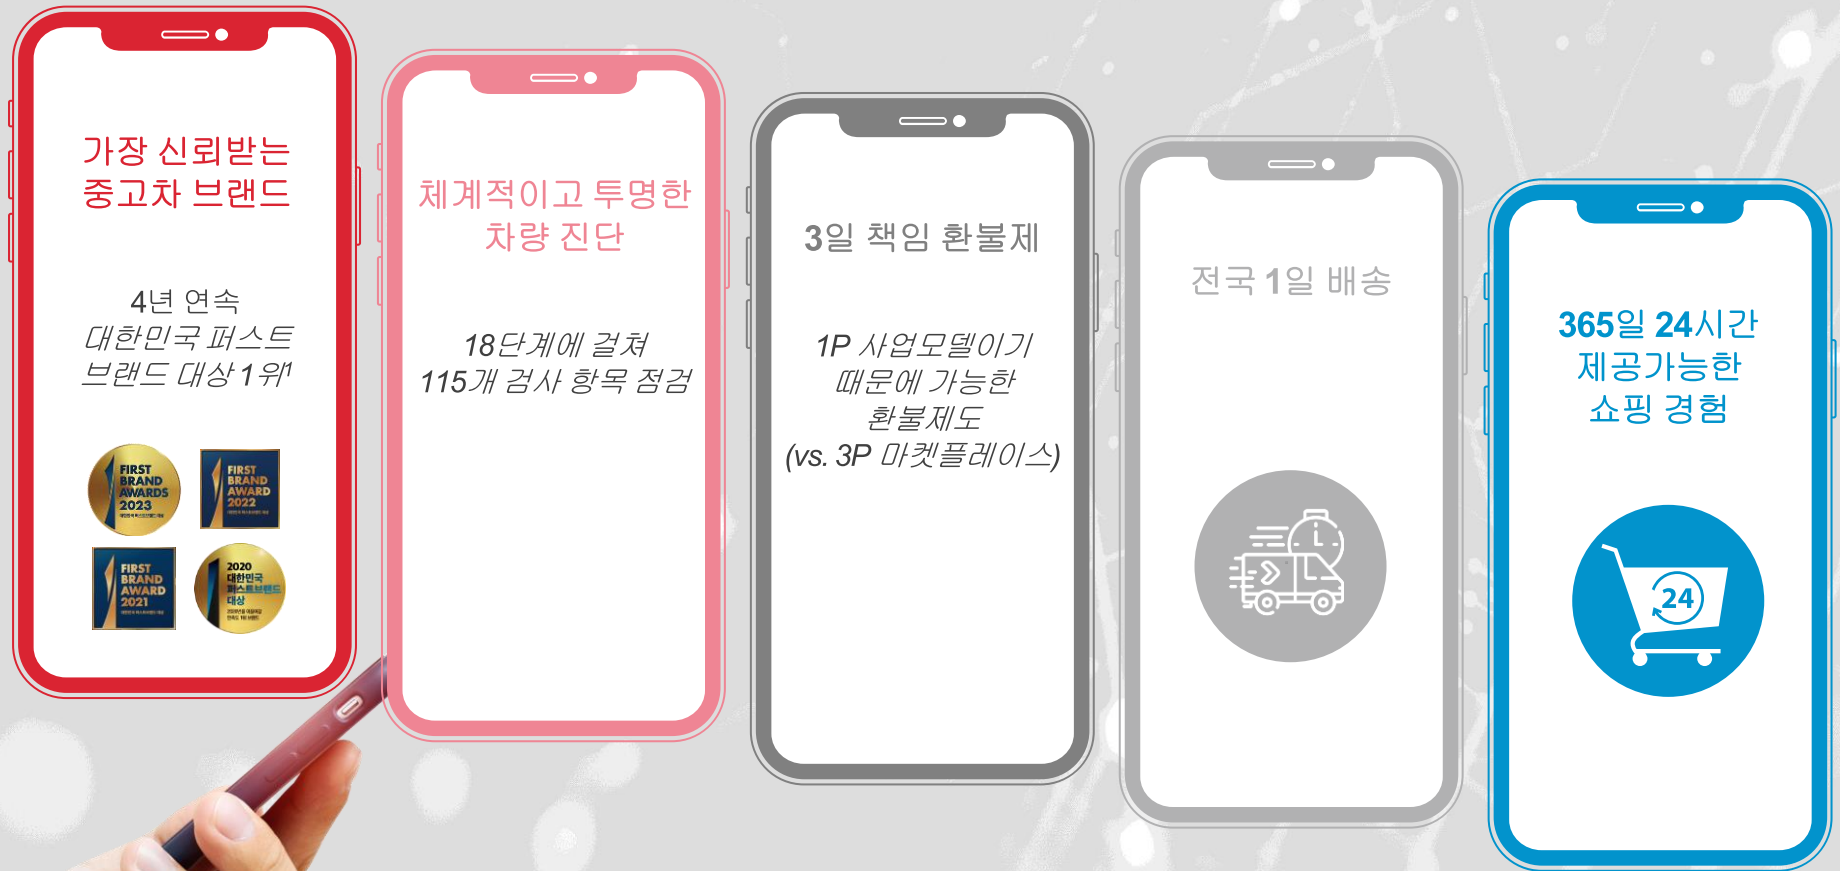 가장 신뢰받는
중고차 브랜드
4년 연속
대한민국 퍼스트
브랜드 대상 1위1
FIRST
BRAND
AWARDS
2023
FIRST
BRAND
AWARD
2022
FIRST
BRAND
AWARD
2021
2020
대한민국
퍼스트브랜드
대상
체계적이고 투명한
차량 진단
18단계에 걸쳐
115개 검사 항목 점검
3일 책임 환불제
1P 사업모델이기
때문에 가능한
환불제도
(vs. 3P 마켓플레이스)
전국 1일 배송
365일 24시간
제공가능한
쇼핑 경험
24